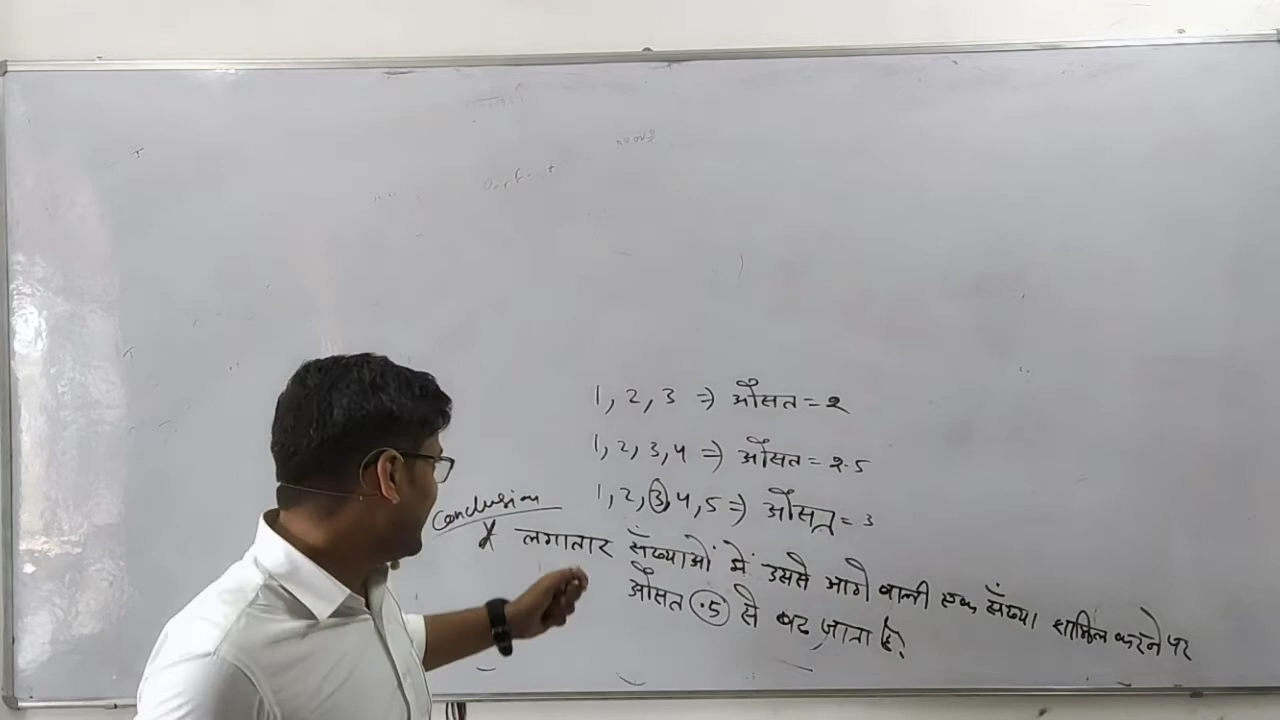 1, 2, 3 => औसत = 2
1, 2, 3, 4 => औसत = 2.5
1, 2, 3, 4, 5 => औसत = 3
Conclusion
* लगातार सँख्याओं में उससे आगे वाली एक सँख्या शामिल करने पर
औसत .5 से बढ़ जाता है।